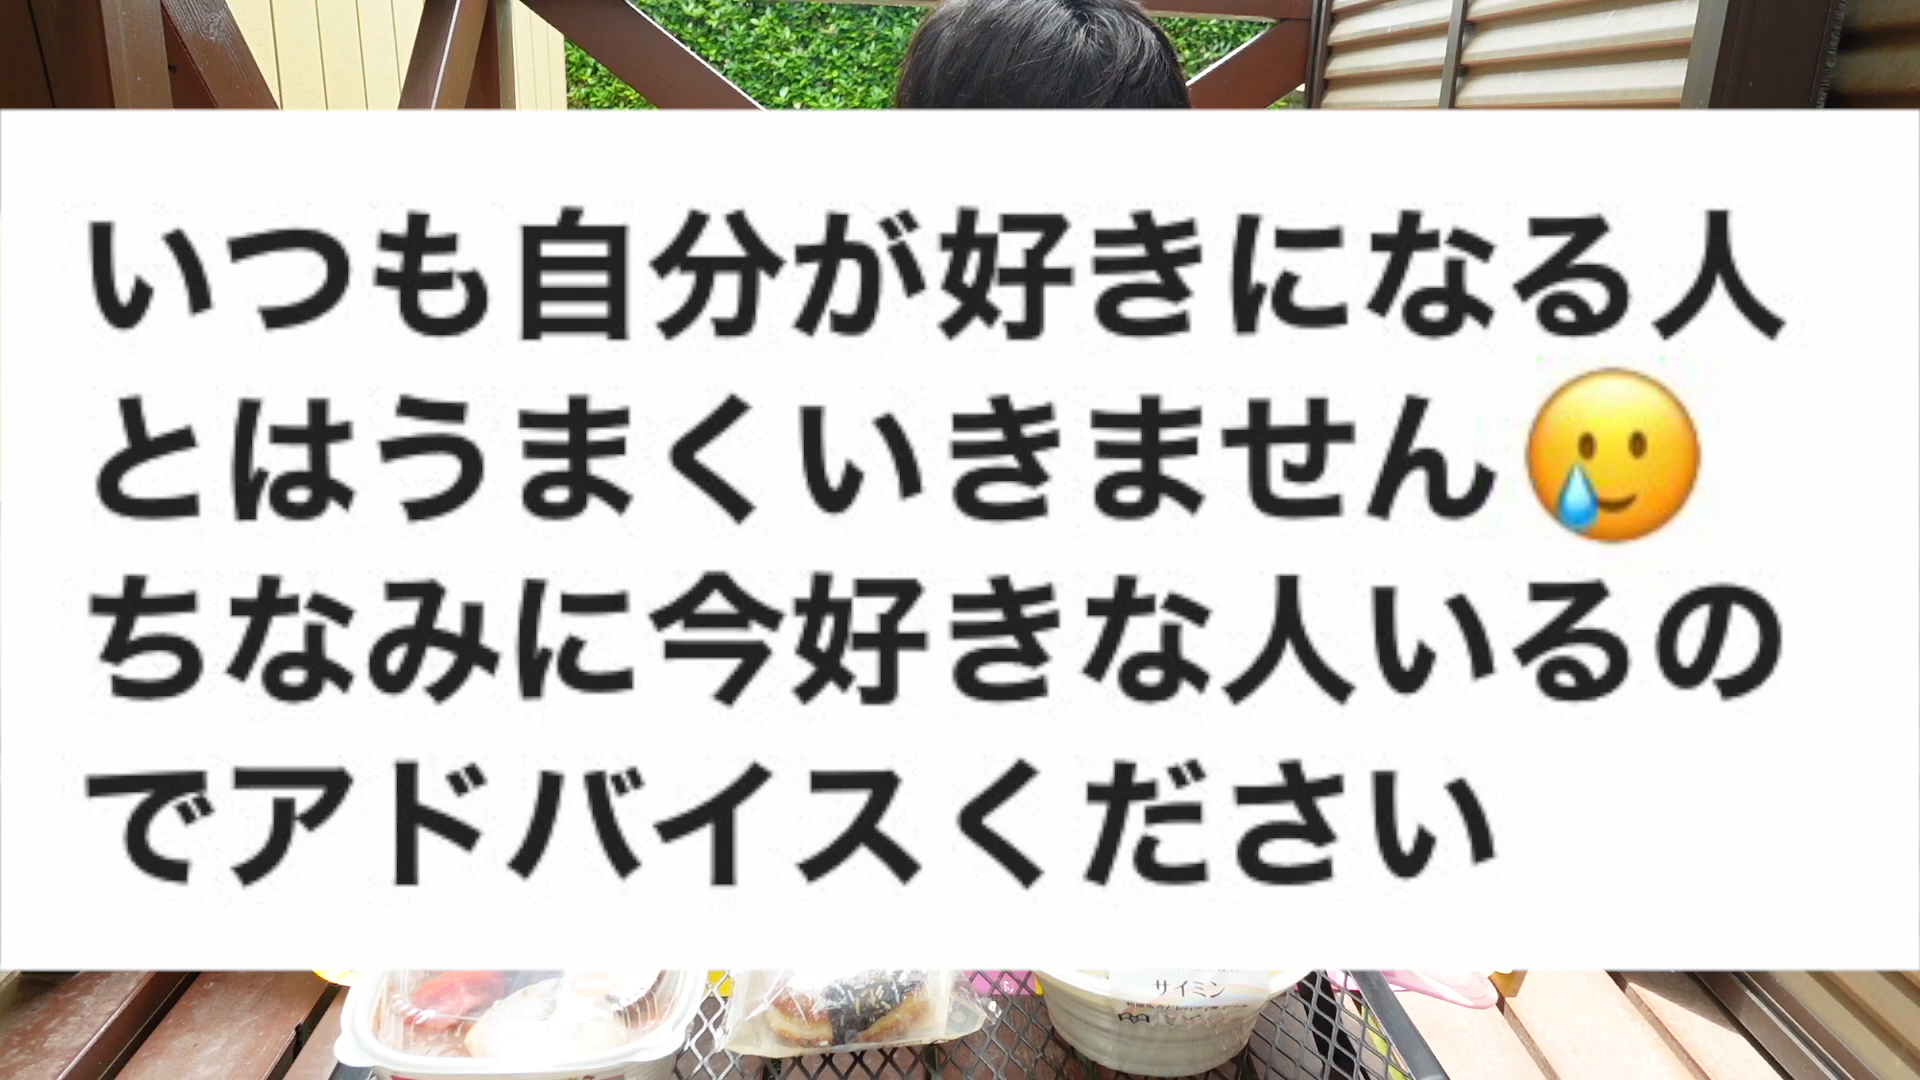 いつも自分が好きになる人
とはうまくいきません🥲
ちなみに今好きな人いるの
でアドバイスください
サイミン